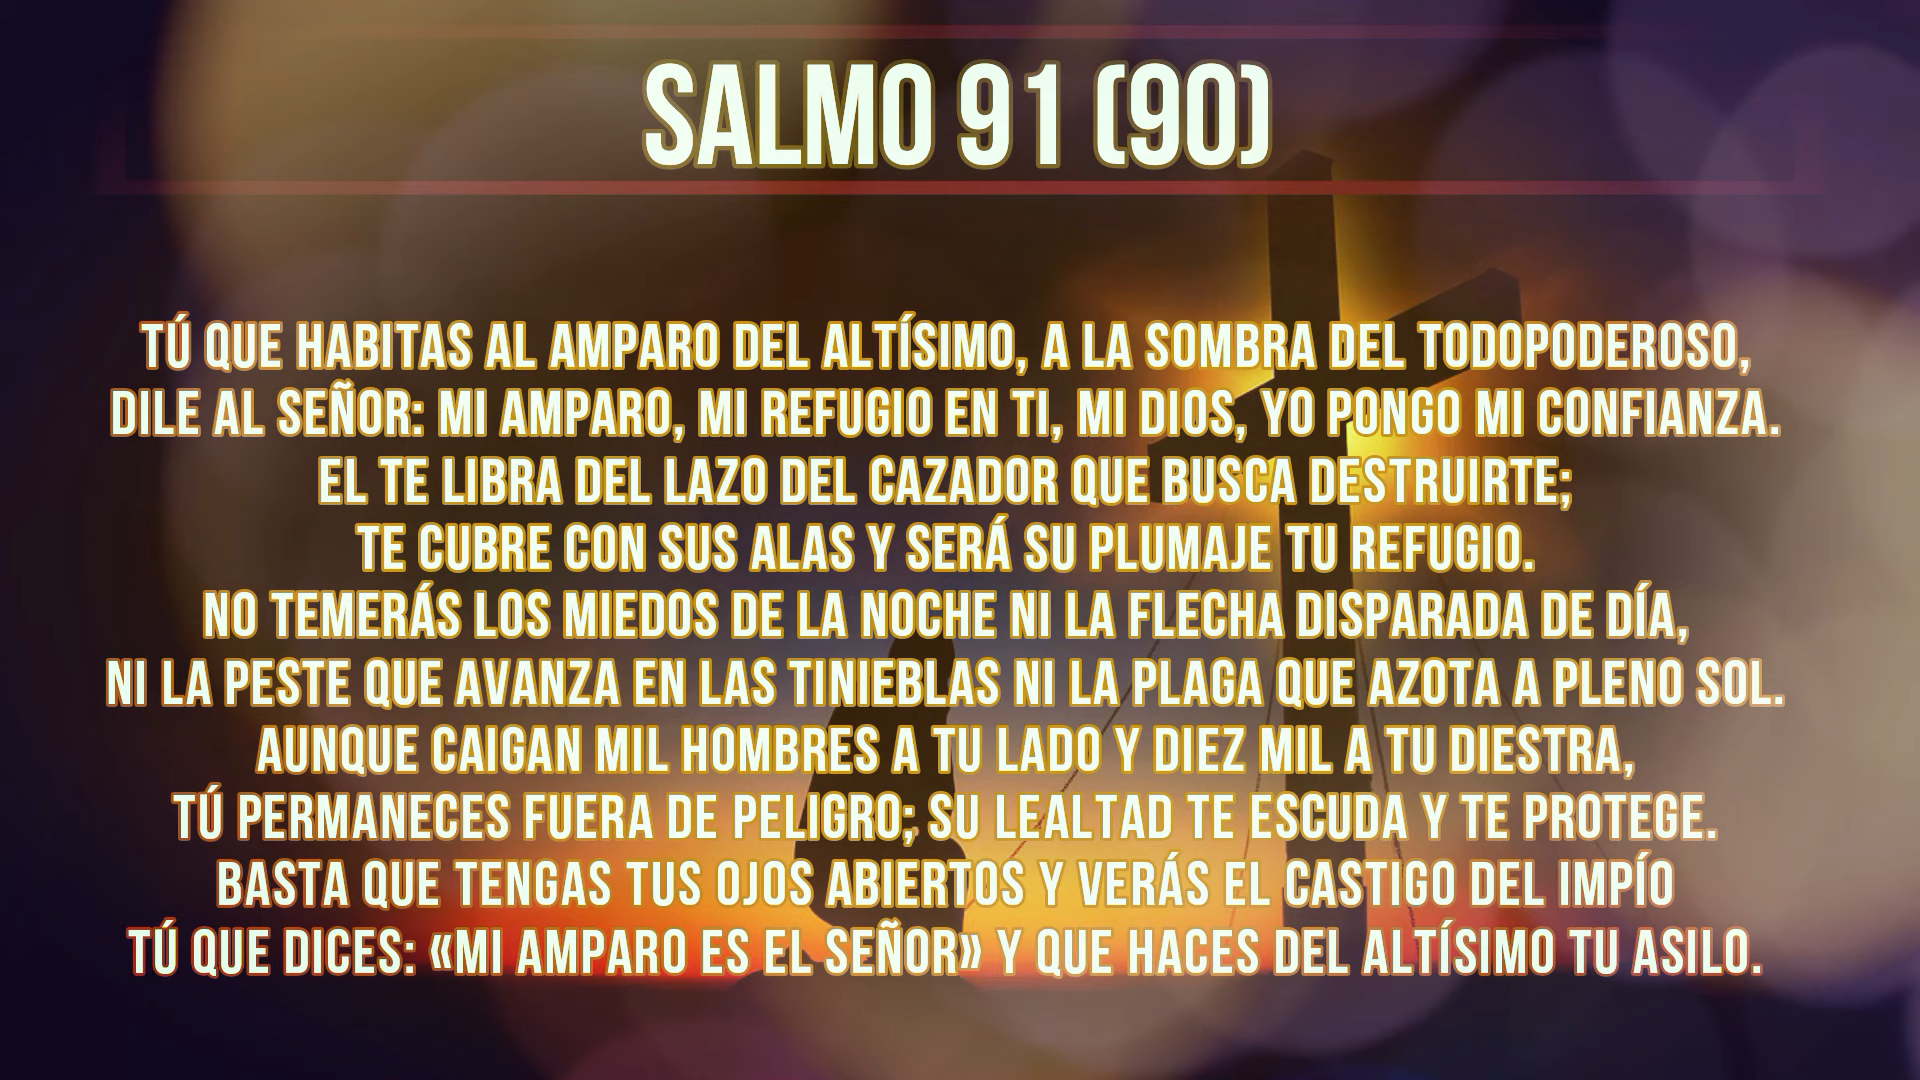 SALMO 91 (90)
TÚ QUE HABITAS AL AMPARO DEL ALTÍSIMO, A LA SOMBRA DEL TODOPODEROSO,
DILE AL SEÑOR: MI AMPARO, MI REFUGIO EN TI, MI DIOS, YO PONGO MI CONFIANZA.
EL TE LIBRA DEL LAZO DEL CAZADOR QUE BUSCA DESTRUIRTE;
TE CUBRE CON SUS ALAS Y SERÁ SU PLUMAJE TU REFUGIO.
NO TEMERÁS LOS MIEDOS DE LA NOCHE NI LA FLECHA DISPARADA DE DÍA,
NI LA PESTE QUE AVANZA EN LAS TINIEBLAS NI LA PLAGA QUE AZOTA A PLENO SOL.
AUNQUE CAIGAN MIL HOMBRES A TU LADO Y DIEZ MIL A TU DIESTRA,
TÚ PERMANECES FUERA DE PELIGRO; SU LEALTAD TE ESCUDA Y TE PROTEGE.
BASTA QUE TENGAS TUS OJOS ABIERTOS Y VERÁS EL CASTIGO DEL IMPÍO
TÚ QUE DICES: «MI AMPARO ES EL SEÑOR» Y QUE HACES DEL ALTÍSIMO TU ASILO.